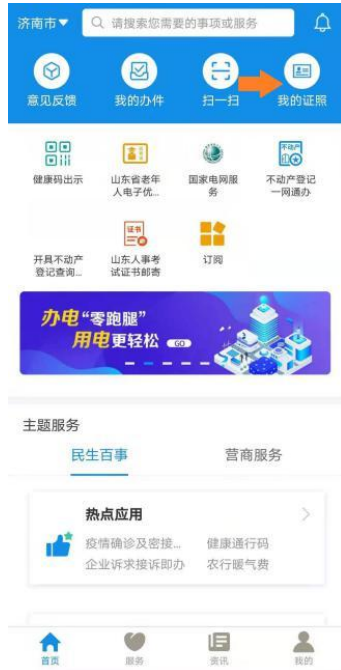 济南市▼
请搜索您需要的事项或服务
意见反馈
我的办件
扫一扫
我的证照
健康码出示
山东省老年
人电子优...
国家电网服
务
不动产登记
一网通办
开具不动产
登记查询...
山东人事考
试证书邮寄
订阅
办电“零跑腿”
用电更轻松 GO
主题服务
民生百事
营商服务
热点应用
疫情确诊及密接...
健康通行码
企业诉求接诉即办
农行暖气费
首页
服务
资讯
我的